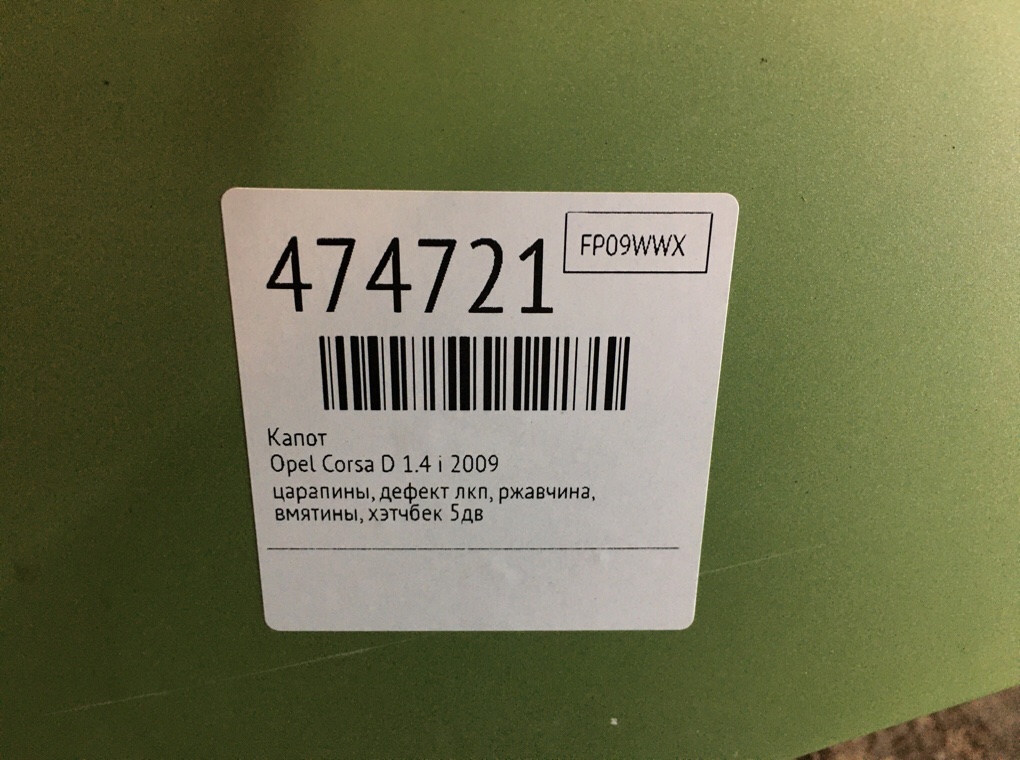 474721
FP09WWX
Капот
Opel Corsa D 1.4 i 2009
царапины, дефект лкп, ржавчина,
вмятины, хэтчбек 5дв